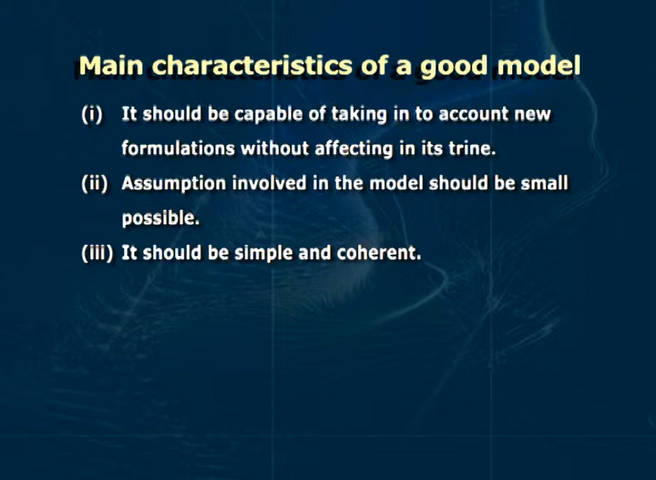 Main characteristics of a good model
(i) It should be capable of taking in to account new
formulations without affecting in its trine.
(ii) Assumption involved in the model should be small
possible.
(iii) It should be simple and coherent.